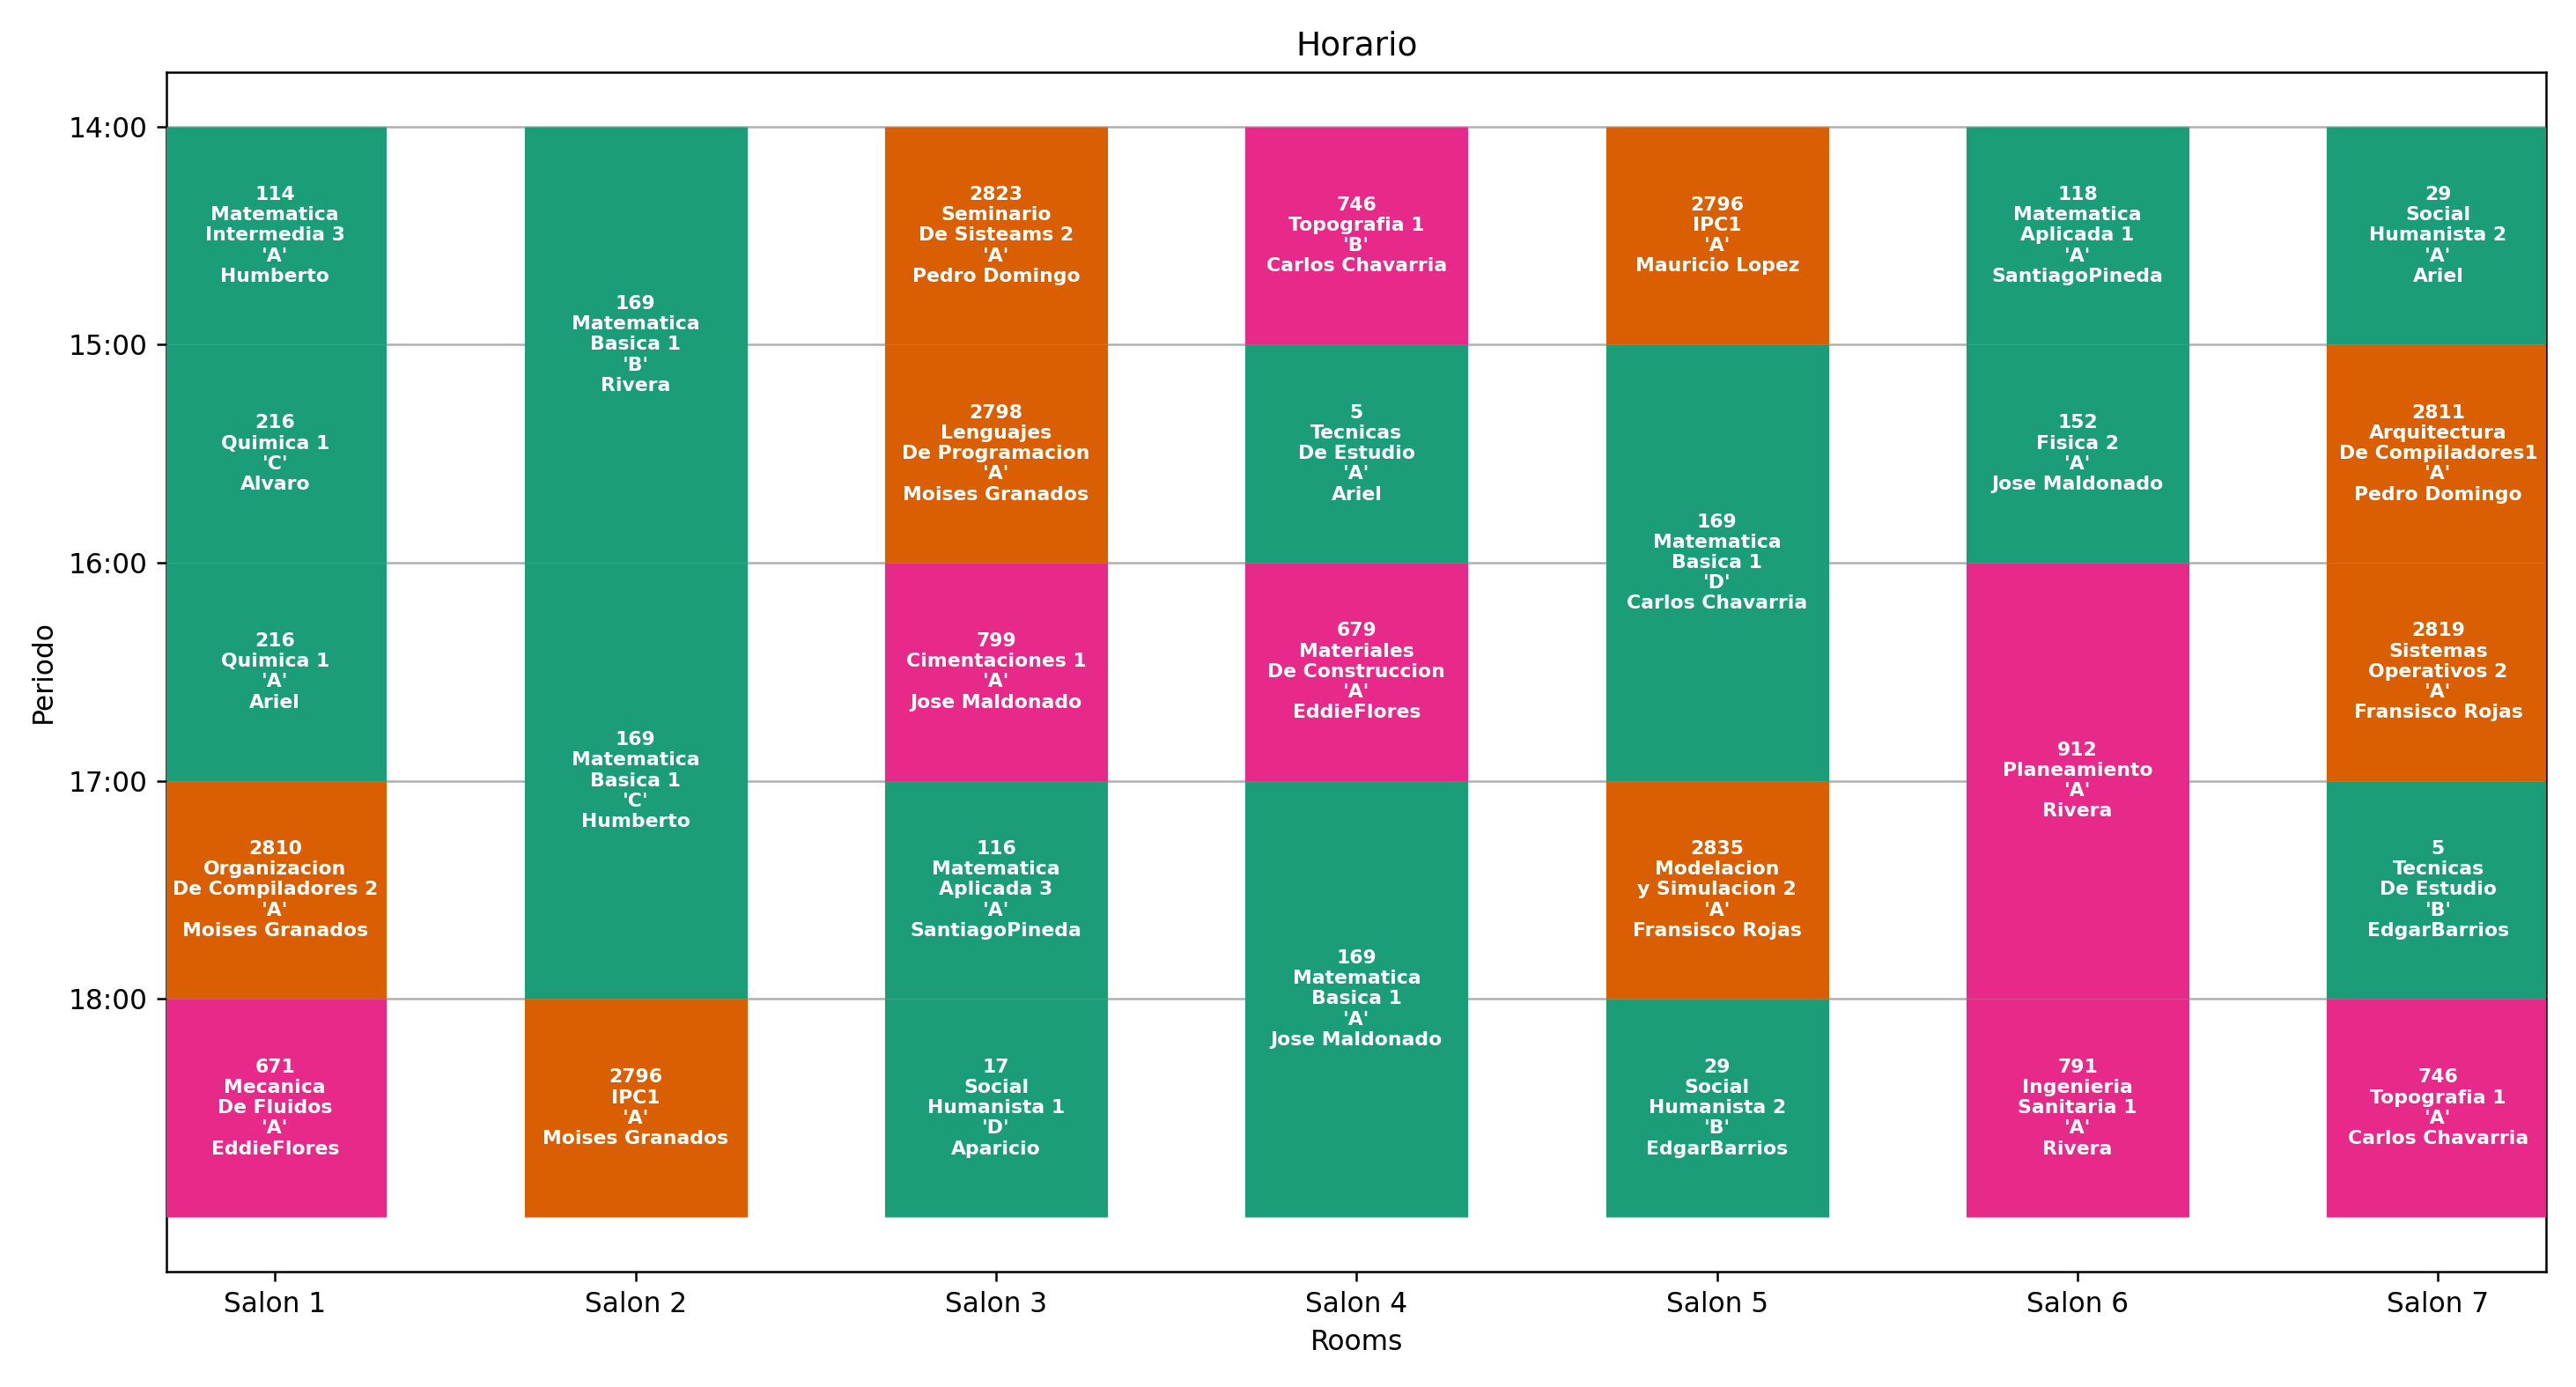 Horario
Periodo
14:00
15:00
16:00
17:00
18:00
114
Matematica
Intermedia 3
'A'
Humberto
216
Quimica 1
'C'
Alvaro
216
Quimica 1
'A'
Ariel
2810
Organizacion
De Compiladores 2
'A'
Moises Granados
671
Mecanica
De Fluidos
'A'
EddieFlores
169
Matematica
Basica 1
'B'
Rivera
169
Matematica
Basica 1
'C'
Humberto
2796
IPC1
'A'
Moises Granados
2823
Seminario
De Sisteams 2
'A'
Pedro Domingo
2798
Lenguajes
De Programacion
'A'
Moises Granados
799
Cimentaciones 1
'A'
Jose Maldonado
116
Matematica
Aplicada 3
'A'
SantiagoPineda
17
Social
Humanista 1
'D'
Aparicio
746
Topografia 1
'B'
Carlos Chavarria
5
Tecnicas
De Estudio
'A'
Ariel
679
Materiales
De Construccion
'A'
EddieFlores
169
Matematica
Basica 1
'A'
Jose Maldonado
2796
IPC1
'A'
Mauricio Lopez
169
Matematica
Basica 1
'D'
Carlos Chavarria
2835
Modelacion
y Simulacion 2
'A'
Fransisco Rojas
29
Social
Humanista 2
'B'
EdgarBarrios
118
Matematica
Aplicada 1
'A'
SantiagoPineda
152
Fisica 2
'A'
Jose Maldonado
912
Planeamiento
'A'
Rivera
791
Ingenieria
Sanitaria 1
'A'
Rivera
29
Social
Humanista 2
'A'
Ariel
2811
Arquitectura
De Compiladores1
'A'
Pedro Domingo
2819
Sistemas
Operativos 2
'A'
Fransisco Rojas
5
Tecnicas
De Estudio
'B'
EdgarBarrios
746
Topografia 1
'A'
Carlos Chavarria
Salon 1
Salon 2
Salon 3
Salon 4
Salon 5
Salon 6
Salon 7
Rooms